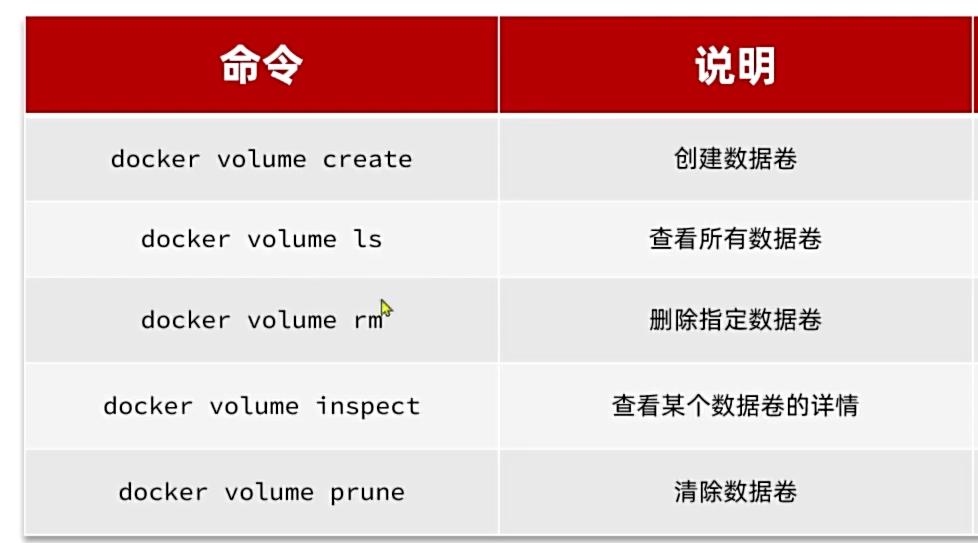 命令 说明
docker volume create 创建数据卷
docker volume ls 查看所有数据卷
docker volume rm 删除指定数据卷
docker volume inspect 查看某个数据卷的详情
docker volume prune 清除数据卷